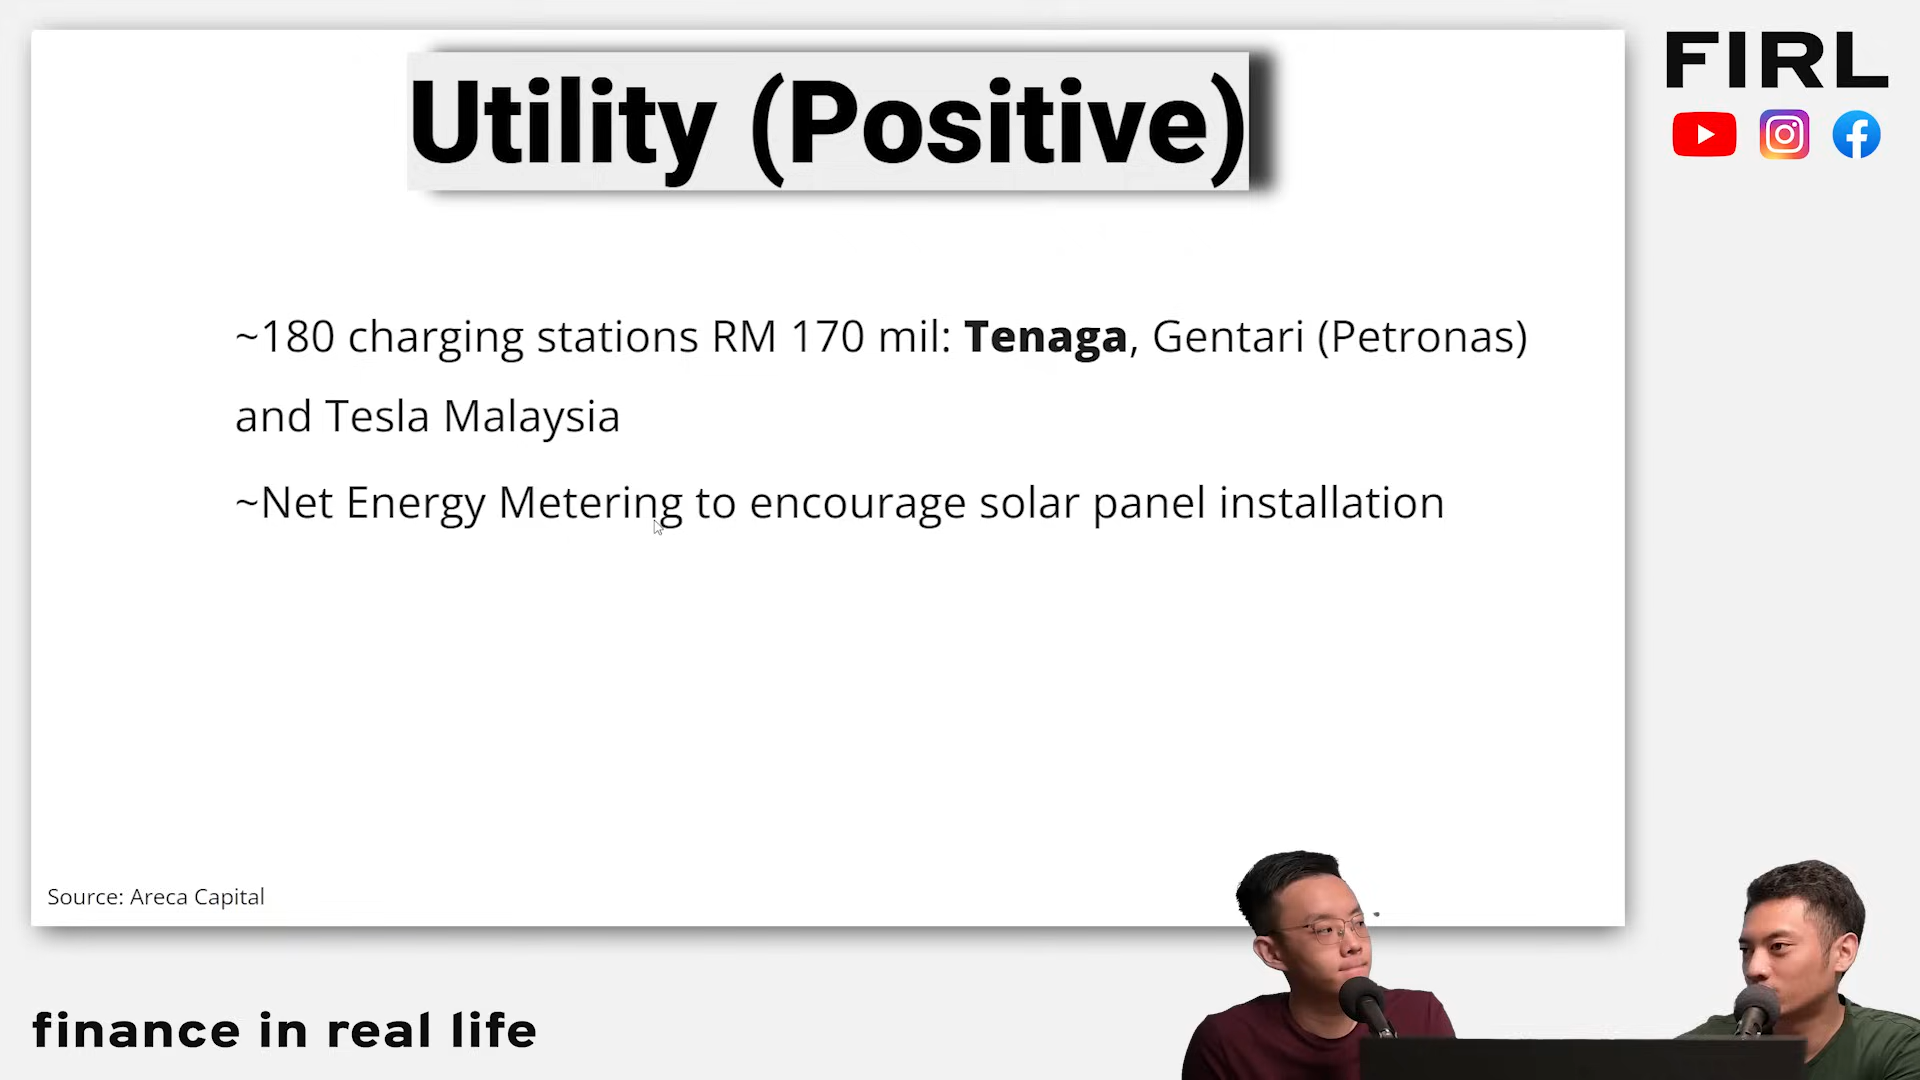 Utility (Positive)
FIRL
~180 charging stations RM 170 mil: Tenaga, Gentari (Petronas)
and Tesla Malaysia
~Net Energy Metering to encourage solar panel installation
Source: Areca Capital
finance in real life